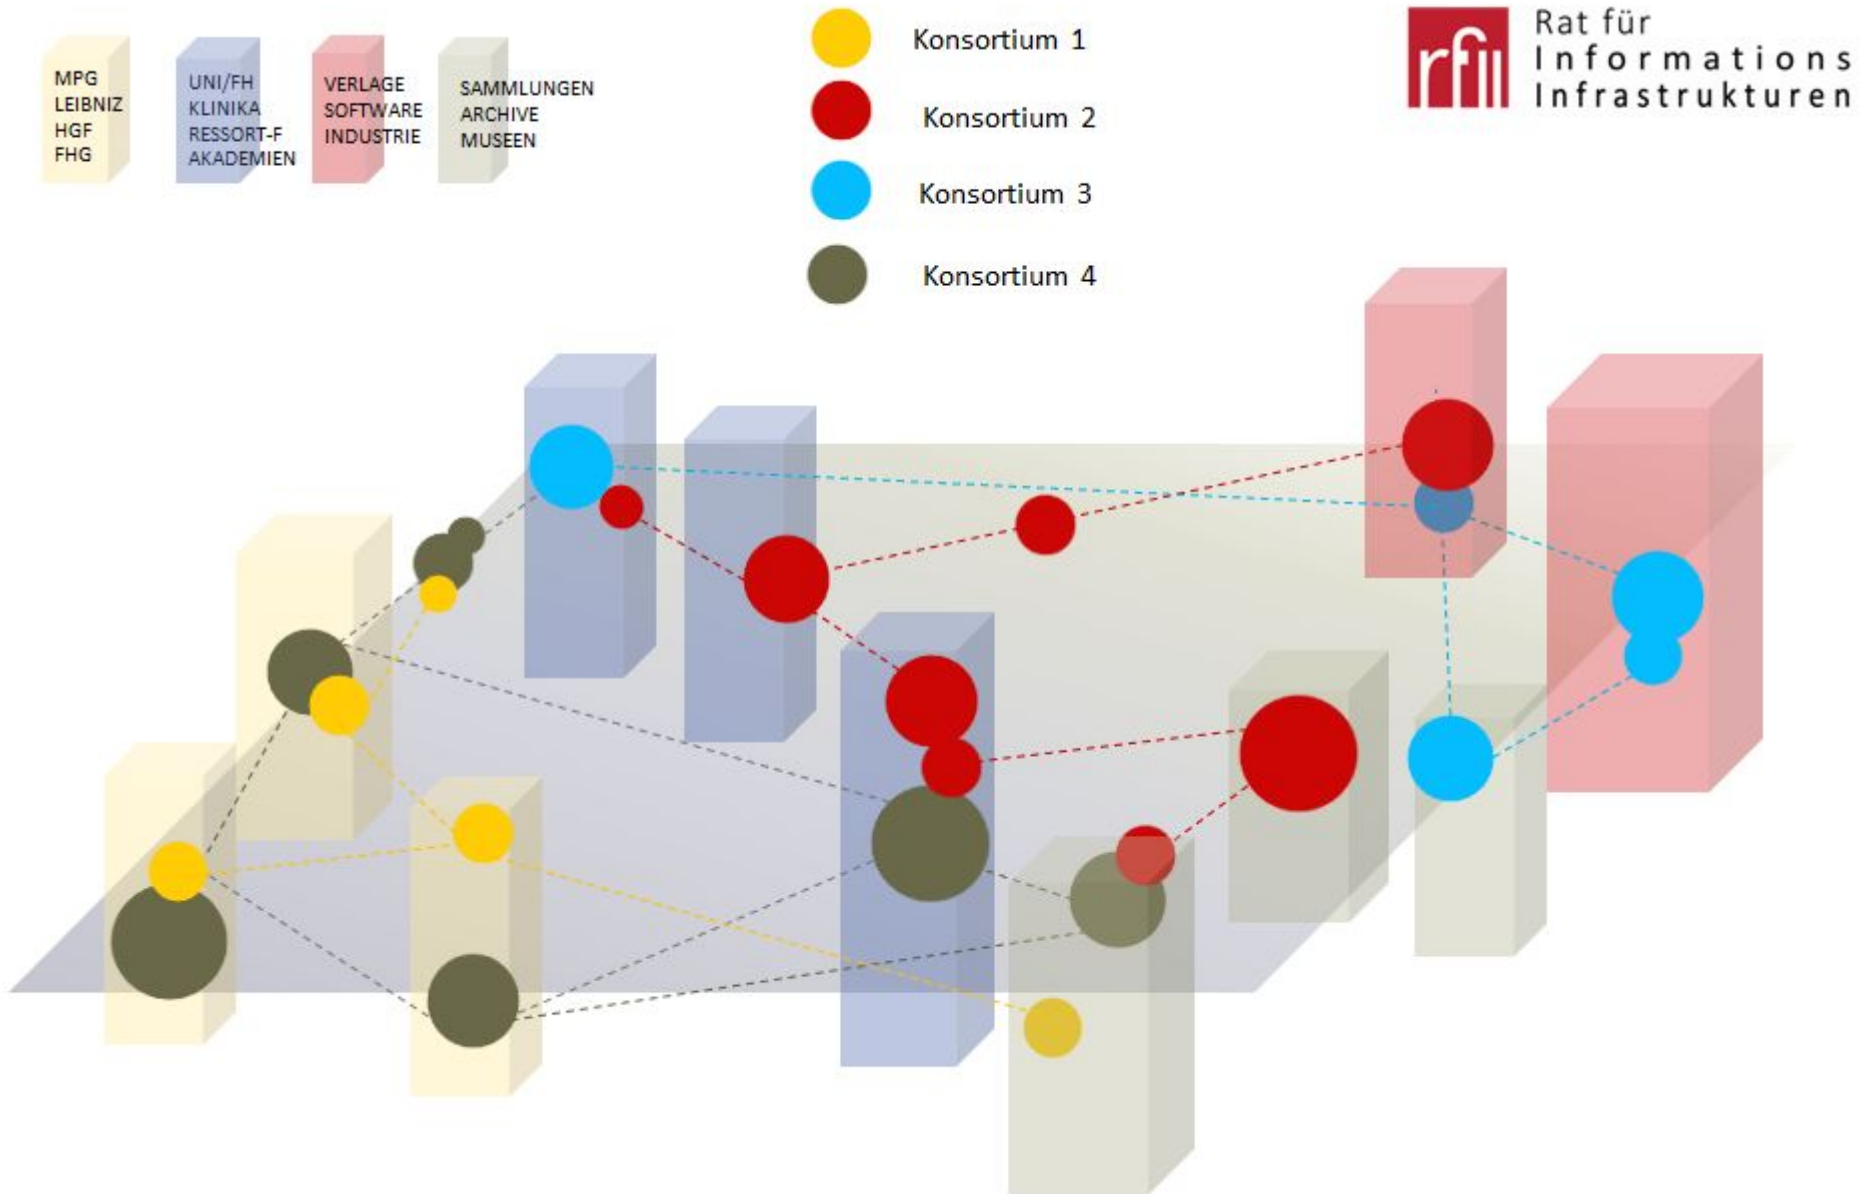 MPG
LEIBNIZ
HGF
FHG
UNI/FH
KLINIKA
RESSORT-F
AKADEMIEN
VERLAGE
SOFTWARE
INDUSTRIE
SAMMLUNGEN
ARCHIVE
MUSEEN
Konsortium 1
Konsortium 2
Konsortium 3
Konsortium 4
rfii
Rat für
Informations
Infrastrukturen